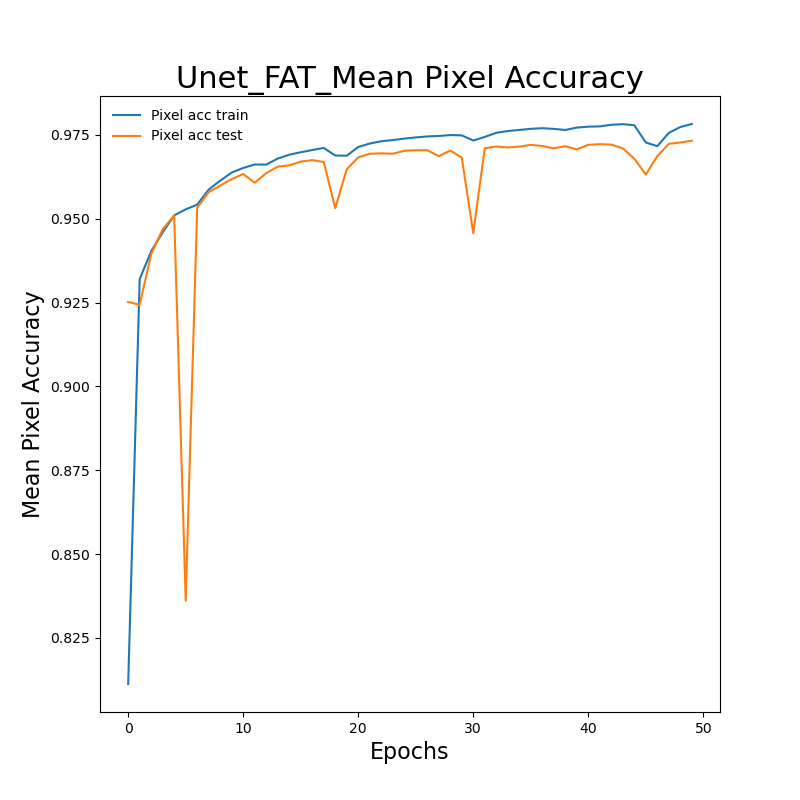 Unet_FAT_Mean Pixel Accuracy
Pixel acc train
Pixel acc test
Mean Pixel Accuracy
0.975
0.950
0.925
0.900
0.875
0.850
0.825
0 10 20 30 40 50
Epochs